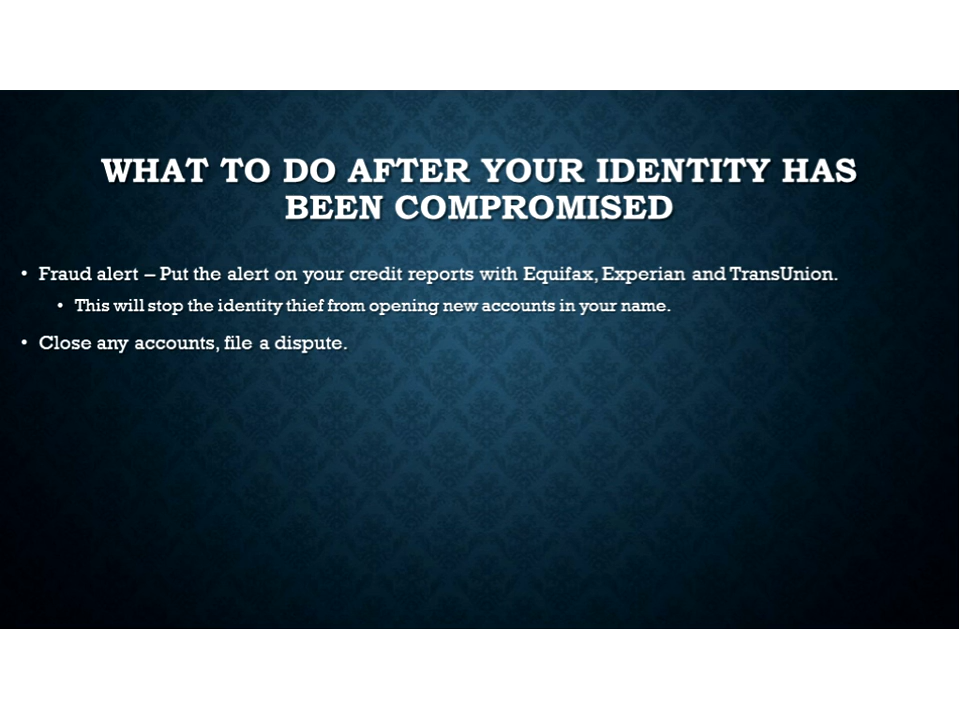 WHAT TO DO AFTER YOUR IDENTITY HAS
BEEN COMPROMISED
• Fraud alert – Put the alert on your credit reports with Equifax, Experian and TransUnion.
• This will stop the identity thief from opening new accounts in your name.
• Close any accounts, file a dispute.